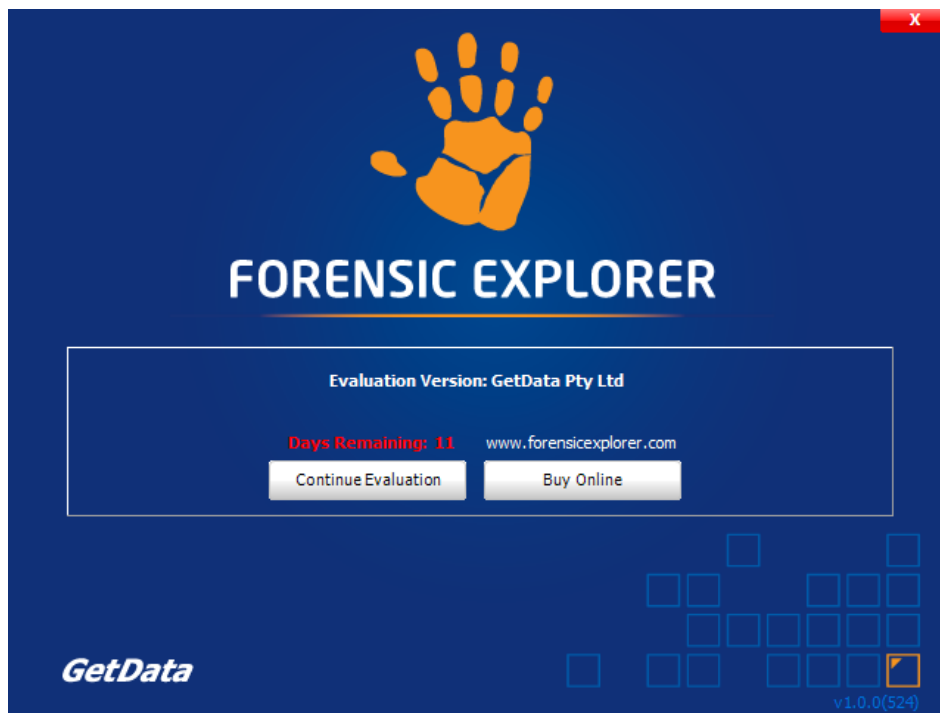 X
FORENSIC EXPLORER
Evaluation Version: GetData Pty Ltd
Days Remaining: 11 www.forensicexplorer.com
Continue Evaluation Buy Online
GetData
v1.0.0(524)